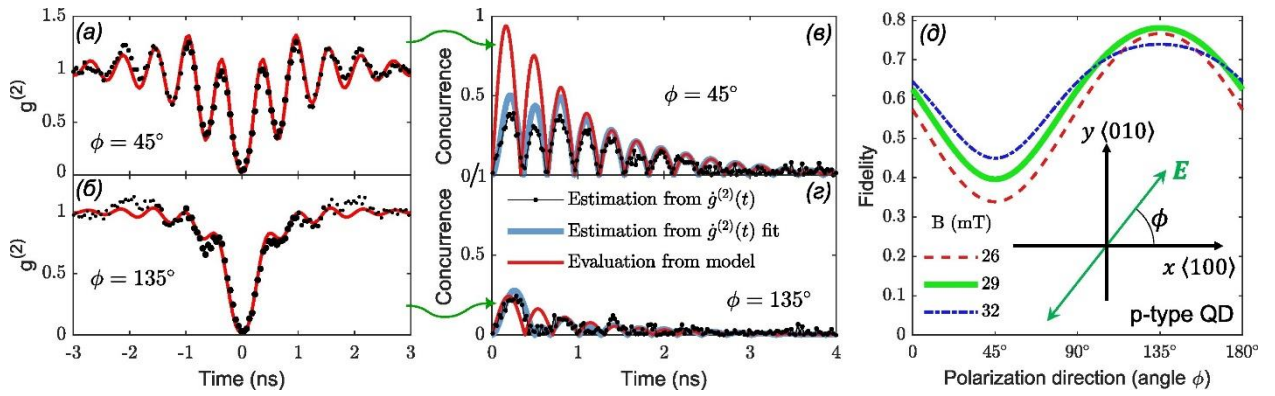 (а)
1.5
1
0.5
0
g⁽²⁾
ϕ = 45°
(б)
1
0.5
0
g⁽²⁾
ϕ = 135°
-3 -2 -1 0 1 2 3
Time (ns)
(в)
1
0.5
0/1
Concurrence
ϕ = 45°
(г)
Estimation from ġ⁽²⁾(t)
Estimation from ġ⁽²⁾(t) fit
Evaluation from model
0.5
0
Concurrence
ϕ = 135°
0 1 2 3 4
Time (ns)
(д)
0.8
0.7
0.6
0.5
0.4
0.3
0.2
0.1
0
Fidelity
y ⟨010⟩
E
ϕ
x ⟨100⟩
B (mT)
26
29
32
p-type QD
0 45° 90° 135° 180°
Polarization direction (angle ϕ)